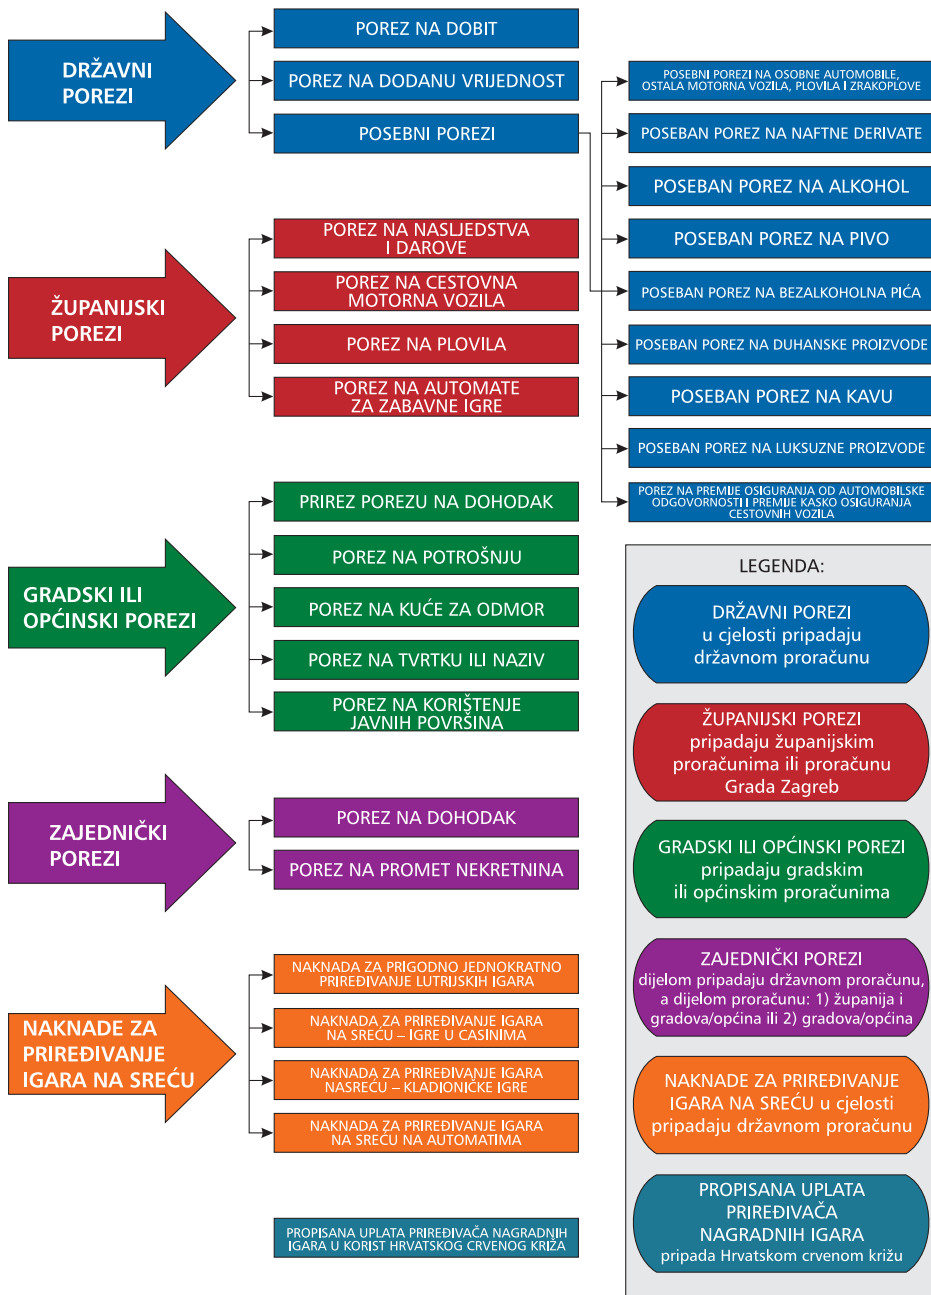 DRŽAVNI
POREZI
POREZ NA DOBIT
POREZ NA DODANU VRIJEDNOST
POSEBNI POREZI
POSEBNI POREZI NA OSOBNE AUTOMOBILE,
OSTALA MOTORNA VOZILA, PLOVILA I ZRAKOPLOVE
POSEBAN POREZ NA NAFTNE DERIVATE
POSEBAN POREZ NA ALKOHOL
POSEBAN POREZ NA PIVO
POSEBAN POREZ NA BEZALKOHOLNA PIĆA
POSEBAN POREZ NA DUHANSKE PROIZVODE
POSEBAN POREZ NA KAVU
POSEBAN POREZ NA LUKSUZNE PROIZVODE
POREZ NA PREMIJE OSIGURANJA OD AUTOMOBILSKE
ODGOVORNOSTI I PREMIJE KASKO OSIGURANJA
CESTOVNIH VOZILA
ŽUPANIJSKI
POREZI
POREZ NA NASLJEDSTVA
I DAROVE
POREZ NA CESTOVNA
MOTORNA VOZILA
POREZ NA PLOVILA
POREZ NA AUTOMATE
ZA ZABAVNE IGRE
GRADSKI ILI
OPĆINSKI POREZI
PRIREZ POREZU NA DOHODAK
POREZ NA POTROŠNJU
POREZ NA KUĆE ZA ODMOR
POREZ NA TVRTKU ILI NAZIV
POREZ NA KORIŠTENJE
JAVNIH POVRŠINA
ZAJEDNIČKI
POREZI
POREZ NA DOHODAK
POREZ NA PROMET NEKRETNINA
NAKNADE ZA
PRIREĐIVANJE
IGARA NA SREĆU
NAKNADA ZA PRIGODNO JEDNOKRATNO
PRIREĐIVANJE LUTRIJSKIH IGARA
NAKNADA ZA PRIREĐIVANJE IGARA
NA SREĆU – IGRE U CASINIMA
NAKNADA ZA PRIREĐIVANJE IGARA
NASREĆU – KLADIONIČKE IGRE
NAKNADA ZA PRIREĐIVANJE IGARA
NA SREĆU NA AUTOMATIMA
PROPISANA UPLATA PRIREĐIVAČA NAGRADNIH
IGARA U KORIST HRVATSKOG CRVENOG KRIŽA
LEGENDA:
DRŽAVNI POREZI
u cjelosti pripadaju
državnom proračunu
ŽUPANIJSKI POREZI
pripadaju županijskim
proračunima ili proračunu
Grada Zagreb
GRADSKI ILI OPĆINSKI POREZI
pripadaju gradskim
ili općinskim proračunima
ZAJEDNIČKI POREZI
dijelom pripadaju državnom proračunu,
a dijelom proračunu: 1) županija i
gradova/općina ili 2) gradova/općina
NAKNADE ZA PRIREĐIVANJE
IGARA NA SREĆU u cjelosti
pripadaju državnom proračunu
PROPISANA UPLATA
PRIREĐIVAČA
NAGRADNIH IGARA
pripada Hrvatskom crvenom križu